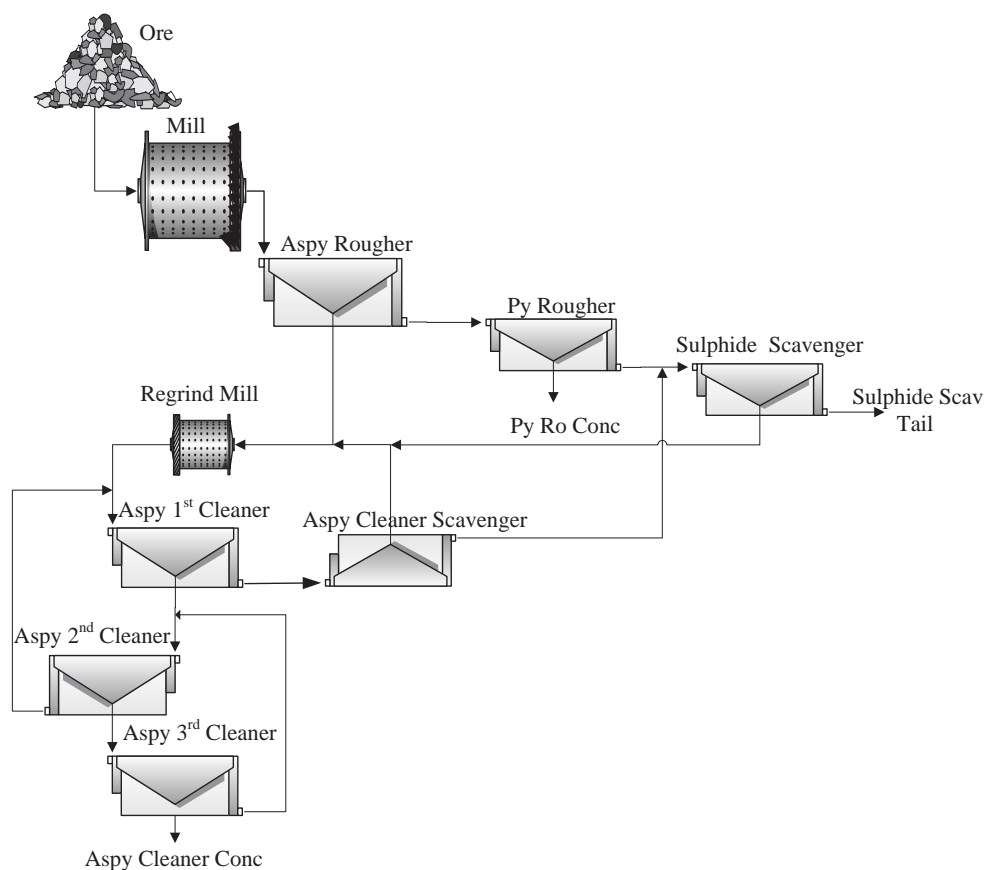 Ore
Mill
Aspy Rougher
Py Rougher
Sulphide Scavenger
Regrind Mill
Sulphide Scav
Tail
Py Ro Conc
Aspy 1st Cleaner
Aspy Cleaner Scavenger
Aspy 2nd Cleaner
Aspy 3rd Cleaner
Aspy Cleaner Conc